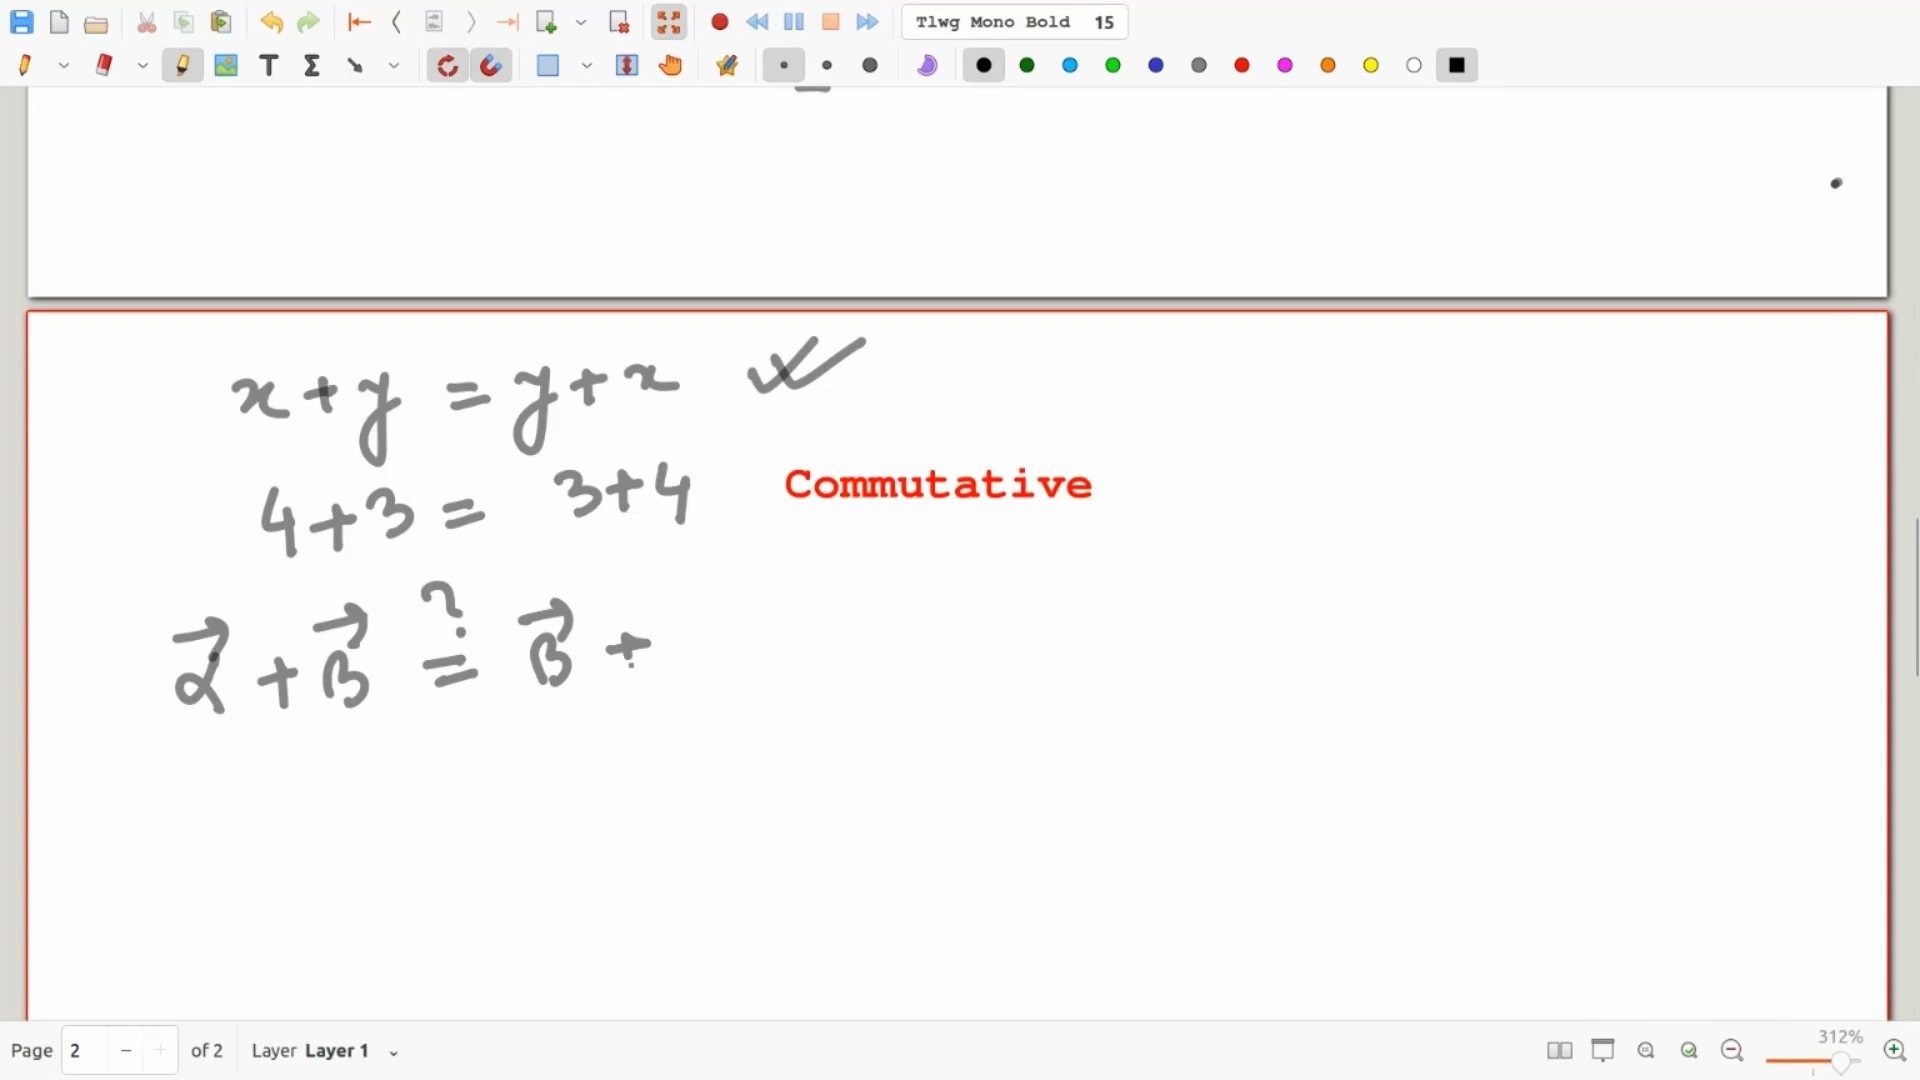 Tlwg Mono Bold 15
x + y = y + x ✓
4 + 3 = 3 + 4
Commutative
α⃗ + β⃗ ?= β⃗ +
Page 2 of 2 Layer Layer 1
312%